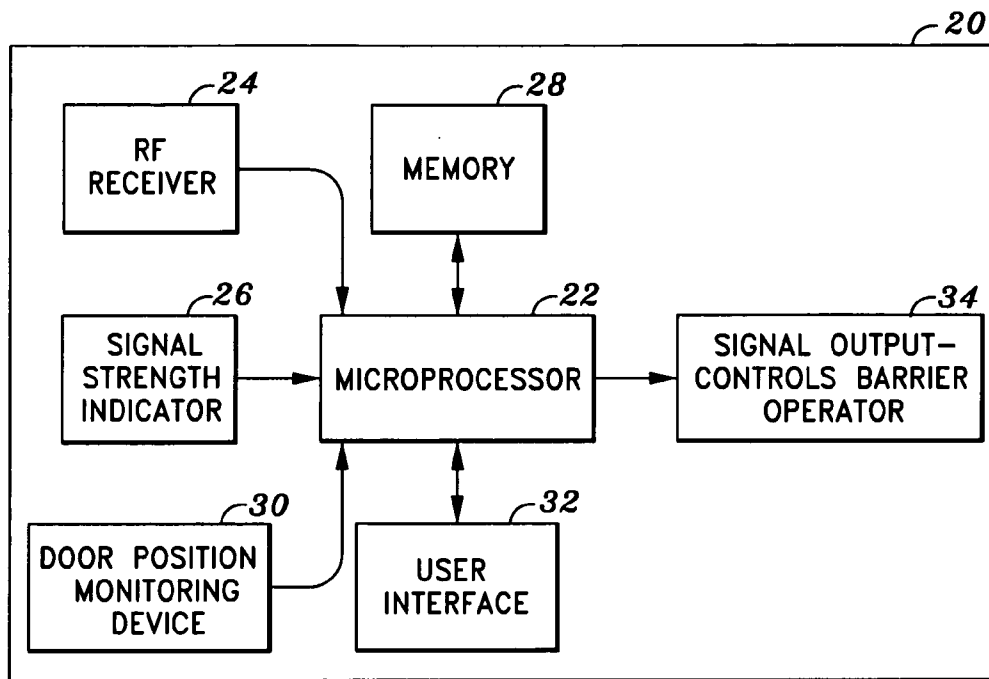 20
24
RF
RECEIVER
28
MEMORY
26
SIGNAL
STRENGTH
INDICATOR
22
MICROPROCESSOR
34
SIGNAL OUTPUT-
CONTROLS BARRIER
OPERATOR
30
DOOR POSITION
MONITORING
DEVICE
32
USER
INTERFACE